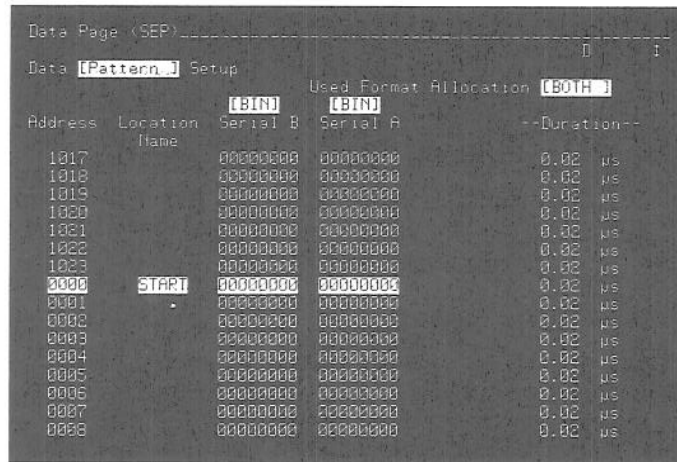 Data Page (SEP)
D I
Data [Pattern ] Setup
Used Format Allocation [BOTH ]
[BIN] [BIN]
Address Location Serial B Serial A --Duration--
Name
1017 00000000 00000000 0.02 µs
1018 00000000 00000000 0.02 µs
1019 00000000 00000000 0.02 µs
1020 00000000 00000000 0.02 µs
1021 00000000 00000000 0.02 µs
1022 00000000 00000000 0.02 µs
1023 00000000 00000000 0.02 µs
0000 START 00000000 00000000 0.02 µs
0001 00000000 00000000 0.02 µs
0002 00000000 00000000 0.02 µs
0003 00000000 00000000 0.02 µs
0004 00000000 00000000 0.02 µs
0005 00000000 00000000 0.02 µs
0006 00000000 00000000 0.02 µs
0007 00000000 00000000 0.02 µs
0008 00000000 00000000 0.02 µs